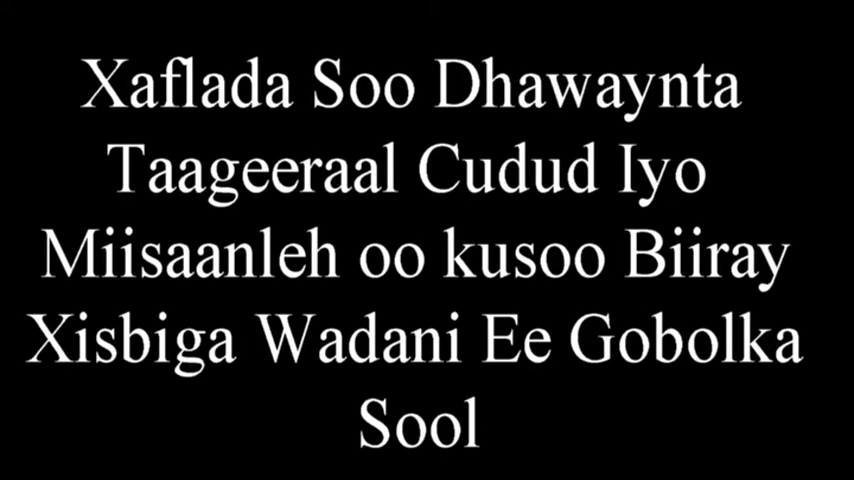 Xaflada Soo Dhawaynta
Taageeraal Cudud Iyo
Miisaanleh oo kusoo Biiray
Xisbiga Wadani Ee Gobolka
Sool